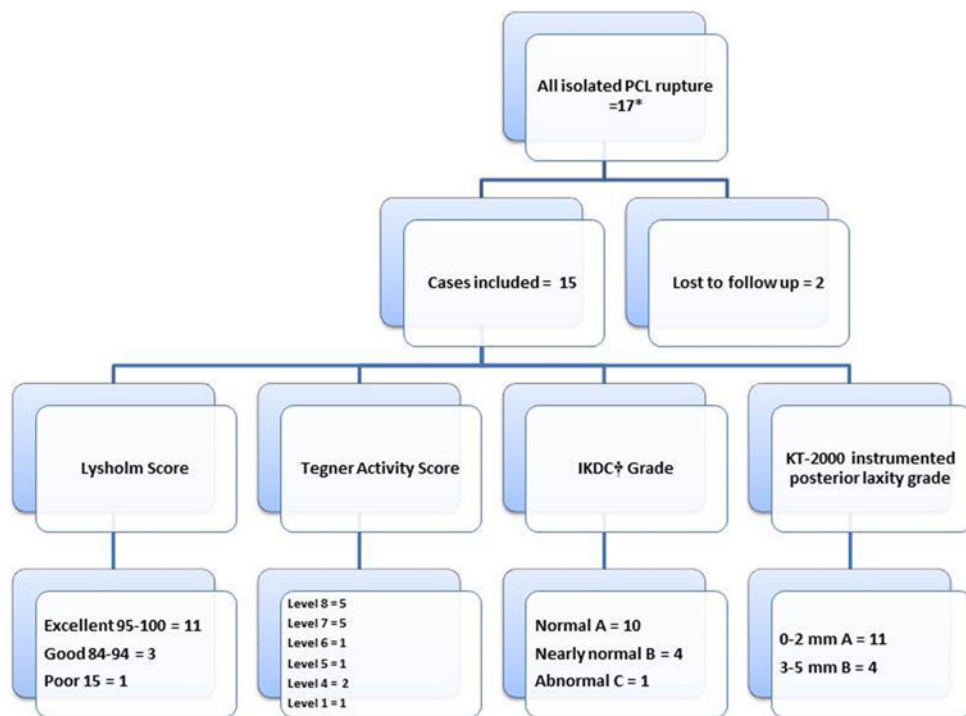 All isolated PCL rupture
=17*
Cases included = 15
Lost to follow up = 2
Lysholm Score
Tegner Activity Score
IKDC† Grade
KT-2000 instrumented
posterior laxity grade
Excellent 95-100 = 11
Good 84-94 = 3
Poor 15 = 1
Level 8 = 5
Level 7 = 5
Level 6 = 1
Level 5 = 1
Level 4 = 2
Level 1 = 1
Normal A = 10
Nearly normal B = 4
Abnormal C = 1
0-2 mm A = 11
3-5 mm B = 4